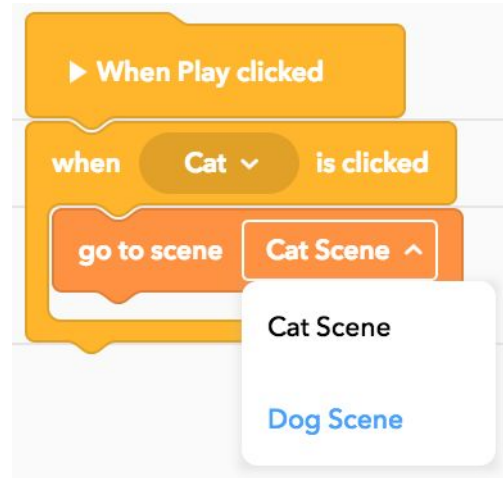 When Play clicked
when Cat is clicked
go to scene Cat Scene
Cat Scene
Dog Scene